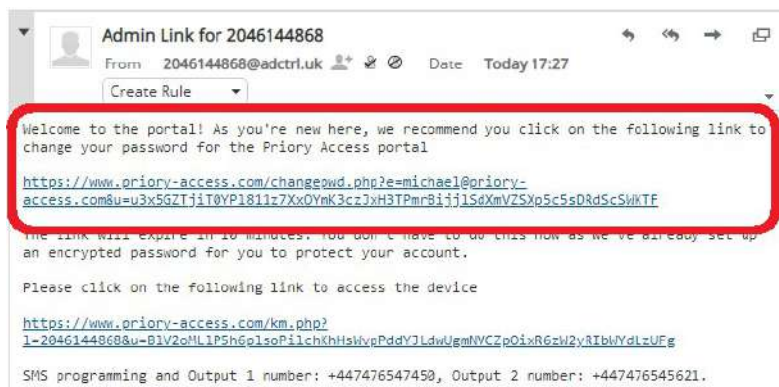 Admin Link for 2046144868
From 2046144868@adctrl.uk Date Today 17:27
Create Rule
Welcome to the portal! As you're new here, we recommend you click on the following link to
change your password for the Priory Access portal
https://www.priory-access.com/changepwd.php?e=michael@priory-
access.com&u=u3x5GZTjiT0YPl811z7XxOYmK3czJxH3TPmrBijjlSdXmVZSXp5c5sDRdScSWKTF
The link will expire in 10 minutes. You don't have to do this now as we've already set up
an encrypted password for you to protect your account.
Please click on the following link to access the device
https://www.priory-access.com/km.php?
l=2046144868&u=BlV2oMLlP5h6plsoPilchKhHsWvpPddYJLdwUgmNYCZpOixR6zW2yRIbWYdLzUFg
SMS programming and Output 1 number: +447476547450, Output 2 number: +447476545621.